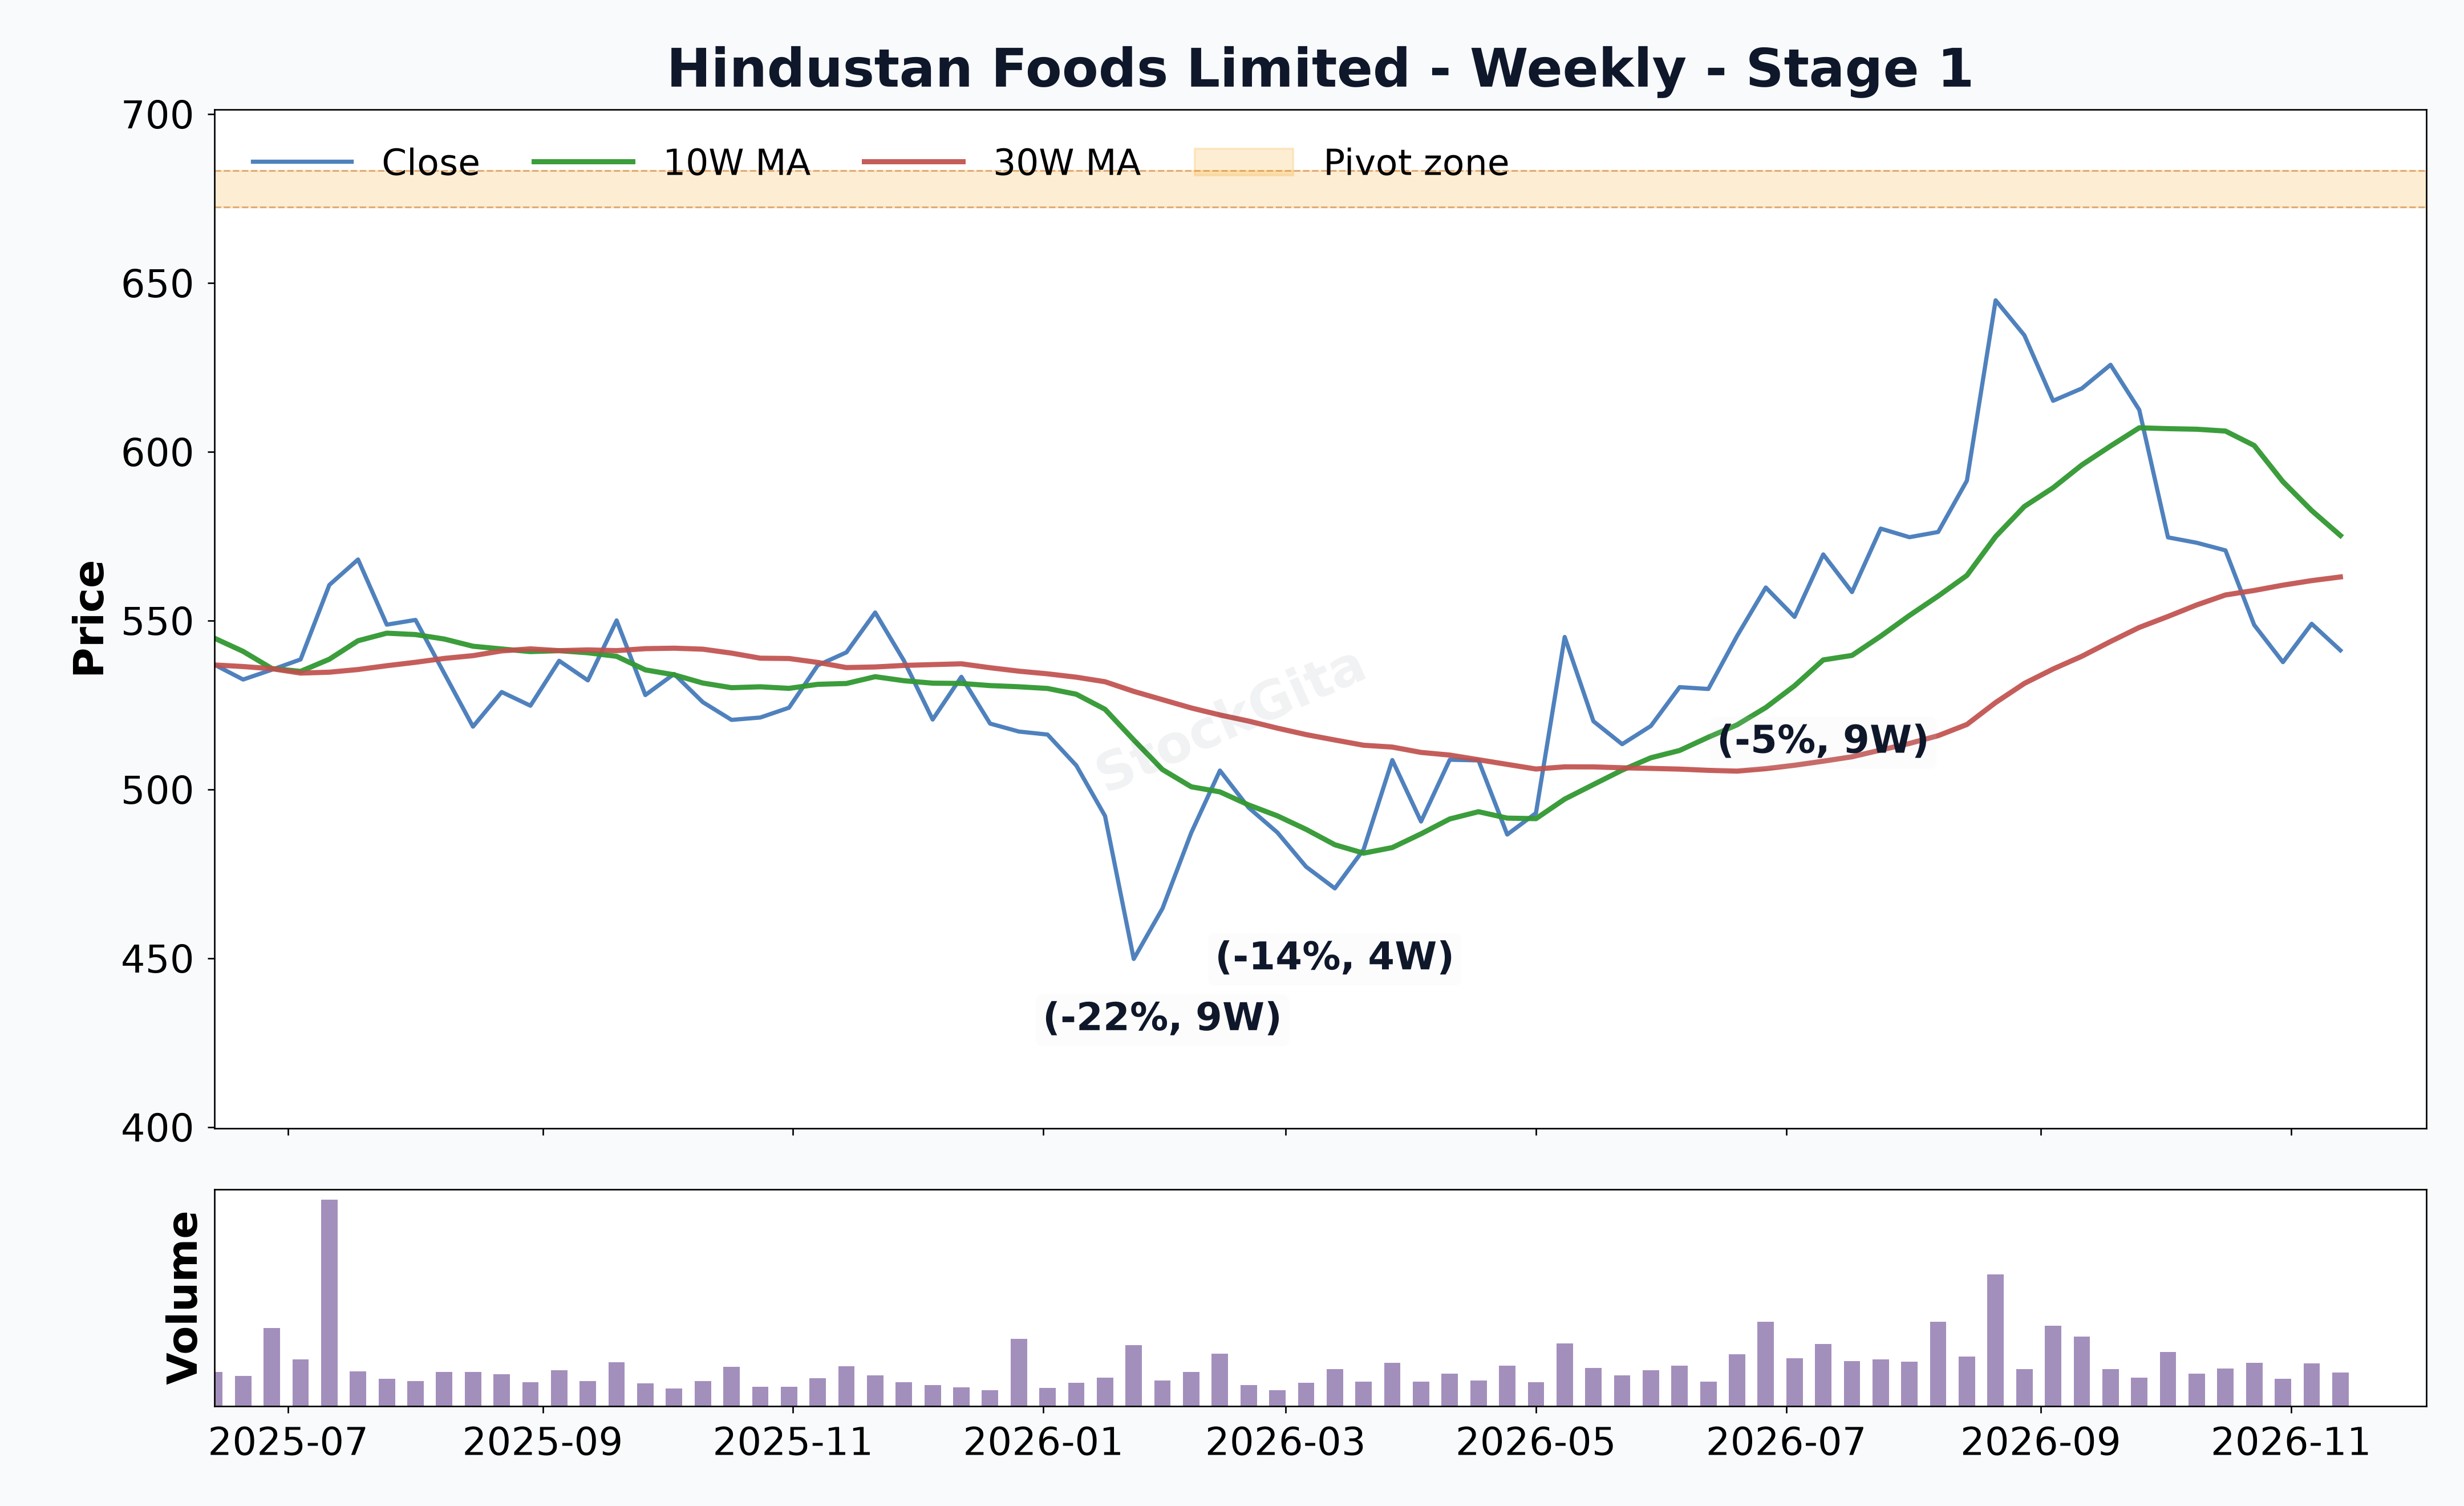 Hindustan Foods Limited - Weekly - Stage 1
700
Close
10W MA
30W MA
Pivot zone
650
600
550
500
450
400
Price
StockGita
(-5%, 9W)
(-14%, 4W)
(-22%, 9W)
Volume
2025-07
2025-09
2025-11
2026-01
2026-03
2026-05
2026-07
2026-09
2026-11